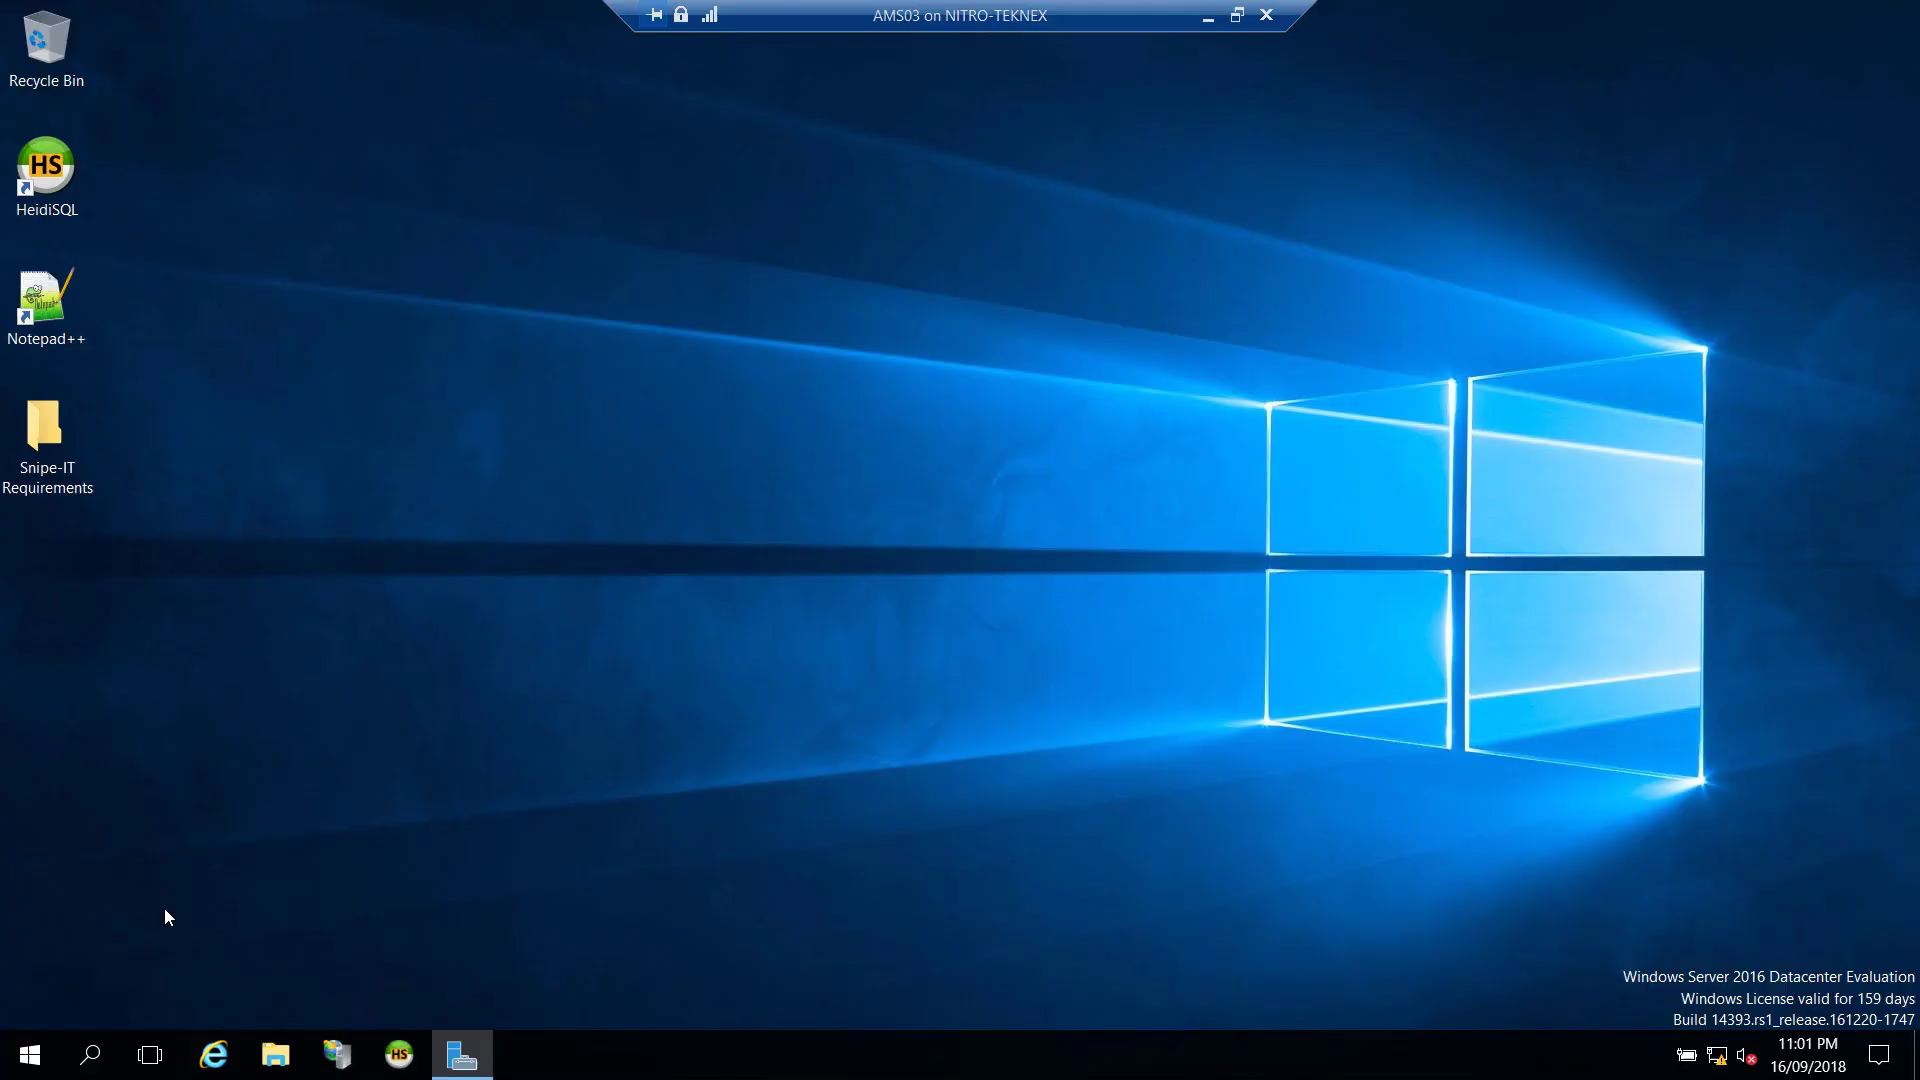 AMS03 on NITRO-TEKNEX
Recycle Bin
HS
HeidiSQL
Notepad++
Snipe-IT
Requirements
Windows Server 2016 Datacenter Evaluation
Windows License valid for 159 days
Build 14393.rs1_release.161220-1747
HS
11:01 PM
16/09/2018